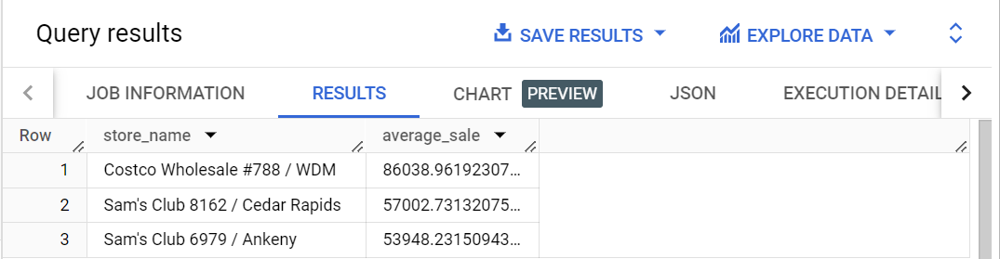 Query results SAVE RESULTS EXPLORE DATA
JOB INFORMATION RESULTS CHART PREVIEW JSON EXECUTION DETAIL
Row store_name average_sale
1 Costco Wholesale #788 / WDM 86038.96192307...
2 Sam's Club 8162 / Cedar Rapids 57002.73132075...
3 Sam's Club 6979 / Ankeny 53948.23150943...